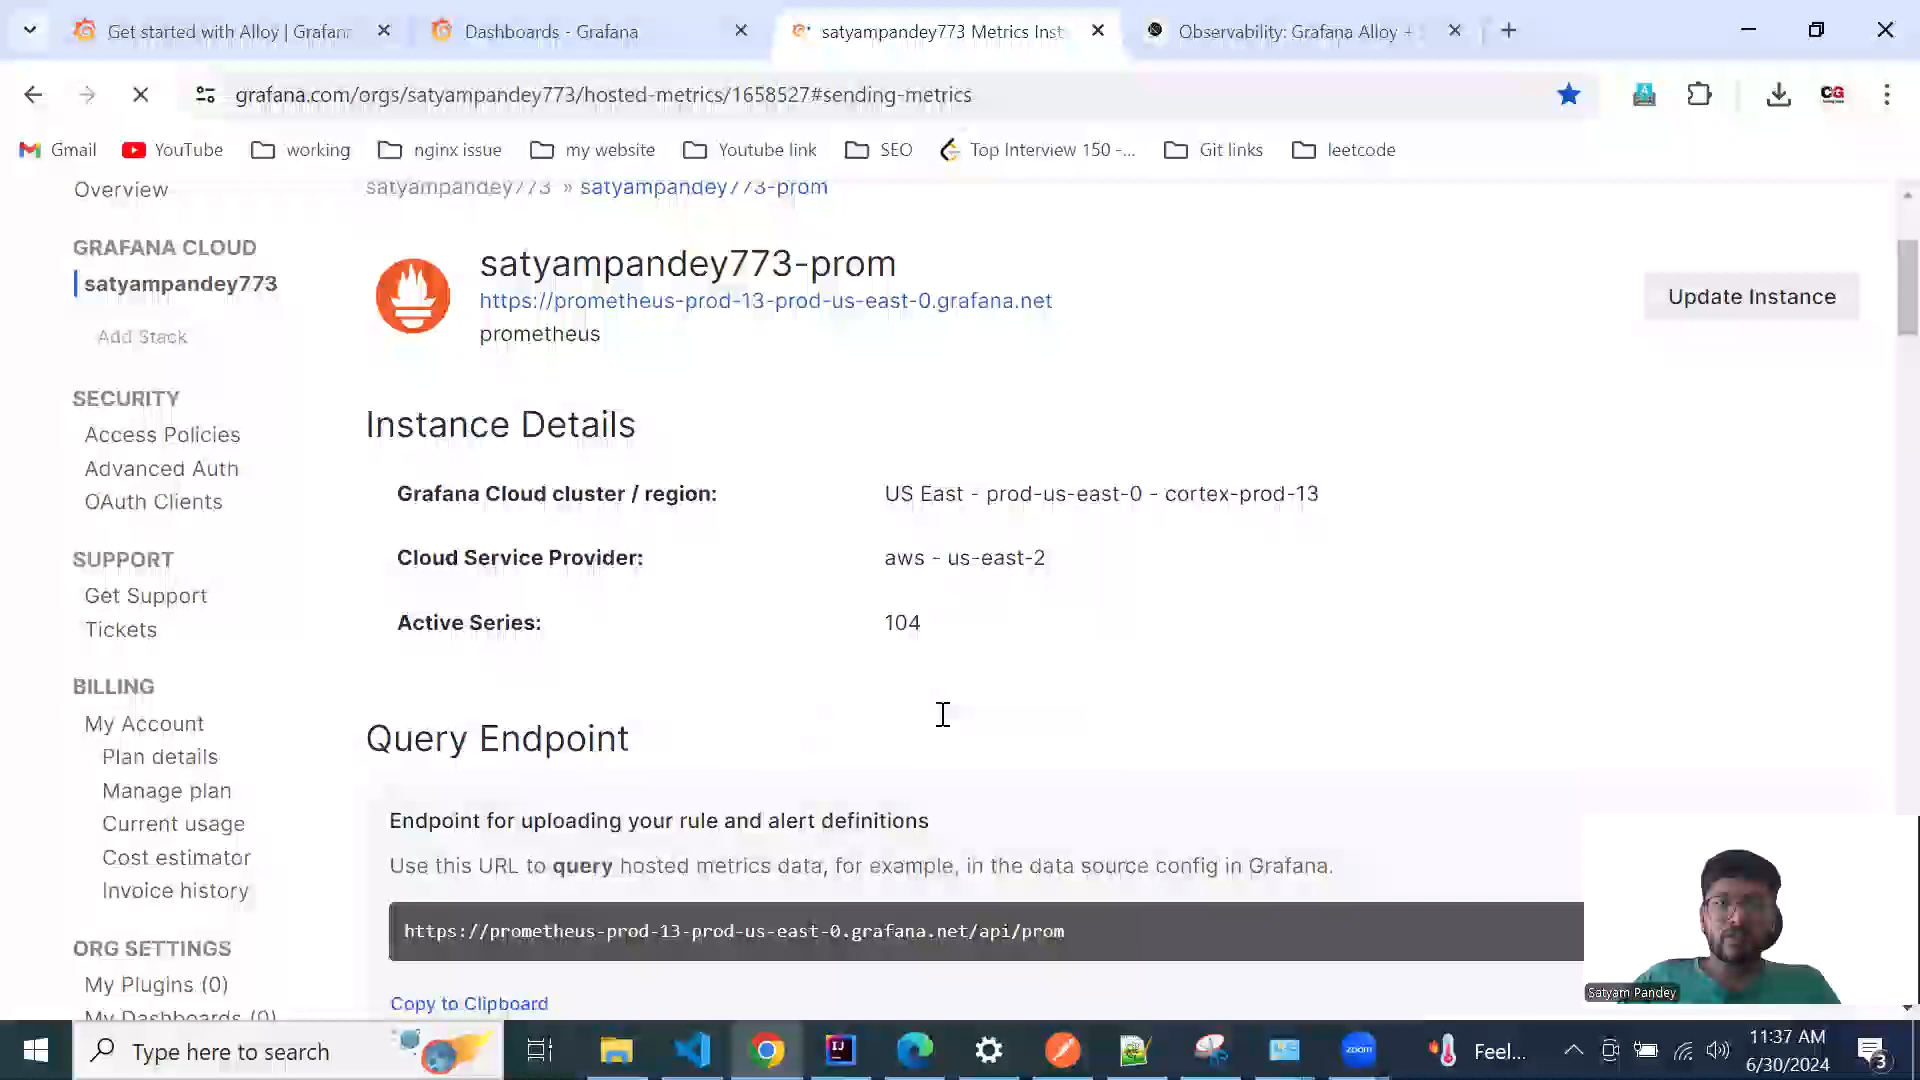 Get started with Alloy | Grafana
Dashboards - Grafana
satyampandey773 Metrics Inst
Observability: Grafana Alloy +
grafana.com/orgs/satyampandey773/hosted-metrics/1658527#sending-metrics
Gmail
YouTube
working
nginx issue
my website
Youtube link
SEO
Top Interview 150 -...
Git links
leetcode
Overview
GRAFANA CLOUD
satyampandey773
Add Stack
SECURITY
Access Policies
Advanced Auth
OAuth Clients
SUPPORT
Get Support
Tickets
BILLING
My Account
Plan details
Manage plan
Current usage
Cost estimator
Invoice history
ORG SETTINGS
My Plugins (0)
My Dashboards (0)
satyampandey773 » satyampandey773-prom
satyampandey773-prom
https://prometheus-prod-13-prod-us-east-0.grafana.net
prometheus
Update Instance
Instance Details
Grafana Cloud cluster / region: US East - prod-us-east-0 - cortex-prod-13
Cloud Service Provider: aws - us-east-2
Active Series: 104
Query Endpoint
Endpoint for uploading your rule and alert definitions
Use this URL to query hosted metrics data, for example, in the data source config in Grafana.
https://prometheus-prod-13-prod-us-east-0.grafana.net/api/prom
Copy to Clipboard
Satyam Pandey
Type here to search
zoom
Feel...
11:37 AM
6/30/2024
3